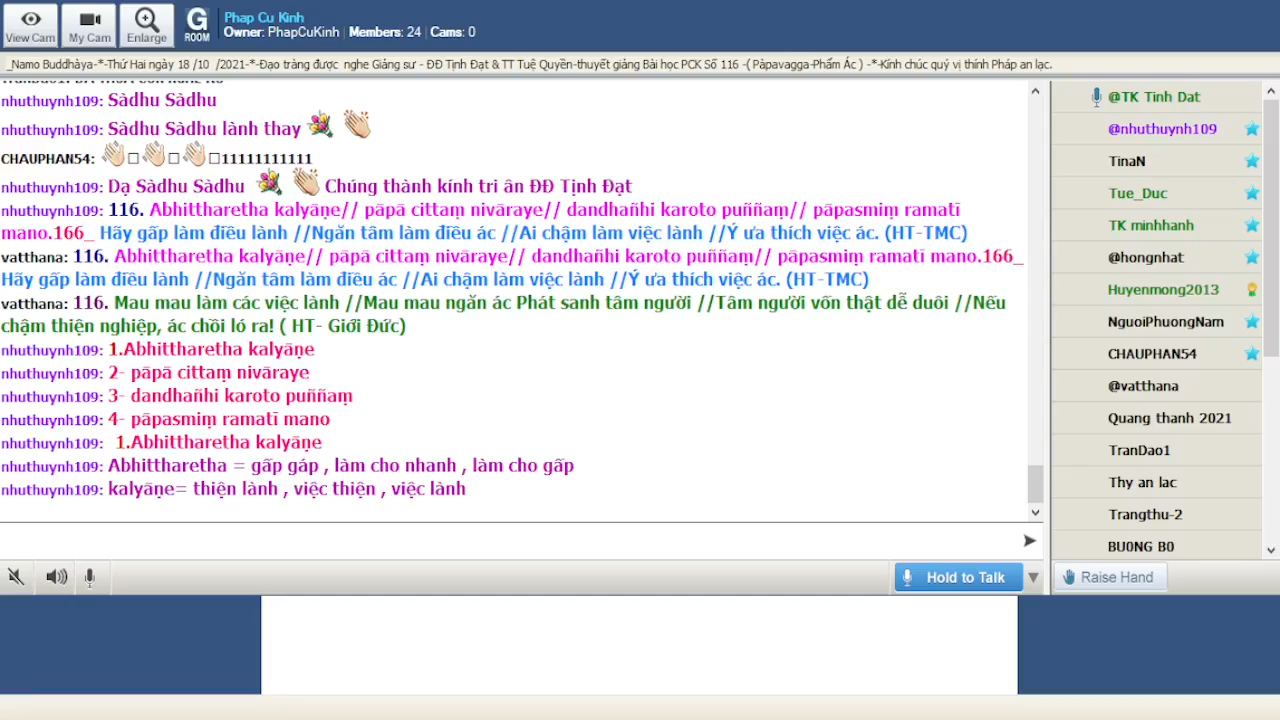 View Cam
My Cam
Enlarge
G
ROOM
Phap Cu Kinh
Owner: PhapCuKinh | Members: 24 | Cams: 0
_Namo Buddhàya-*-Thứ Hai ngày 18 /10 /2021-*-Đạo tràng được nghe Giảng sư - ĐĐ Tịnh Đạt & TT Tuệ Quyền-thuyết giảng Bài học PCK Số 116 -( Pàpavagga-Phẩm Ác ) -*-Kính chúc quý vị thính Pháp an lạc.
nhuthuynh109: Sàdhu Sàdhu
nhuthuynh109: Sàdhu Sàdhu lành thay
CHAUPHAN54: 11111111111
nhuthuynh109: Dạ Sàdhu Sàdhu Chúng thành kính tri ân ĐĐ Tịnh Đạt
nhuthuynh109: 116. Abhittharetha kalyāṇe// pāpā cittaṃ nivāraye// dandhañhi karoto puññaṃ// pāpasmiṃ ramatī
mano.166_ Hãy gấp làm điều lành //Ngăn tâm làm điều ác //Ai chậm làm việc lành //Ý ưa thích việc ác. (HT-TMC)
vatthana: 116. Abhittharetha kalyāṇe// pāpā cittaṃ nivāraye// dandhañhi karoto puññaṃ// pāpasmiṃ ramatī mano.166_
Hãy gấp làm điều lành //Ngăn tâm làm điều ác //Ai chậm làm việc lành //Ý ưa thích việc ác. (HT-TMC)
vatthana: 116. Mau mau làm các việc lành //Mau mau ngăn ác Phát sanh tâm người //Tâm người vốn thật dễ duôi //Nếu
chậm thiện nghiệp, ác chồi ló ra! ( HT- Giới Đức)
nhuthuynh109: 1.Abhittharetha kalyāṇe
nhuthuynh109: 2- pāpā cittaṃ nivāraye
nhuthuynh109: 3- dandhañhi karoto puññaṃ
nhuthuynh109: 4- pāpasmiṃ ramatī mano
nhuthuynh109: 1.Abhittharetha kalyāṇe
nhuthuynh109: Abhittharetha = gấp gáp , làm cho nhanh , làm cho gấp
nhuthuynh109: kalyāṇe= thiện lành , việc thiện , việc lành
Hold to Talk
@TK Tinh Dat
@nhuthuynh109
TinaN
Tue_Duc
TK minhhanh
@hongnhat
Huyenmong2013
NguoiPhuongNam
CHAUPHAN54
@vatthana
Quang thanh 2021
TranDao1
Thy an lac
Trangthu-2
BU0NG B0
Raise Hand